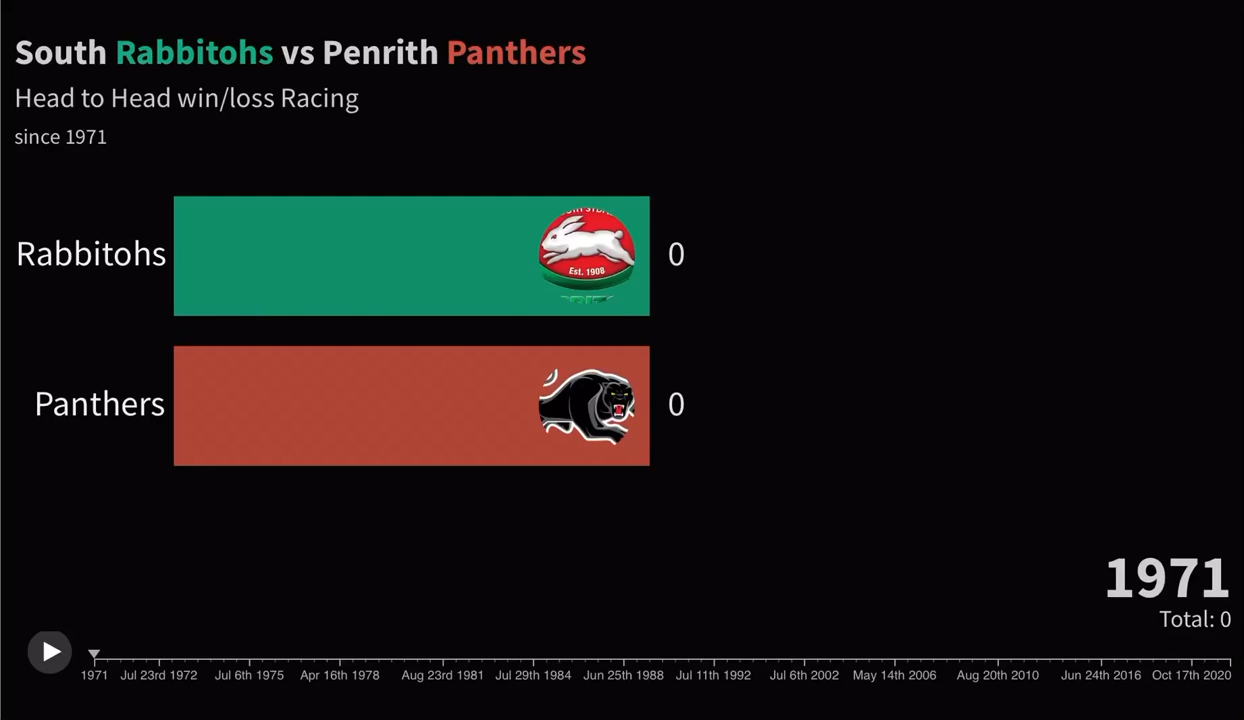 South Rabbitohs vs Penrith Panthers
Head to Head win/loss Racing
since 1971
Rabbitohs
Est. 1908
0
Panthers
0
1971
Total: 0
1971 Jul 23rd 1972 Jul 6th 1975 Apr 16th 1978 Aug 23rd 1981 Jul 29th 1984 Jun 25th 1988 Jul 11th 1992 Jul 6th 2002 May 14th 2006 Aug 20th 2010 Jun 24th 2016 Oct 17th 2020